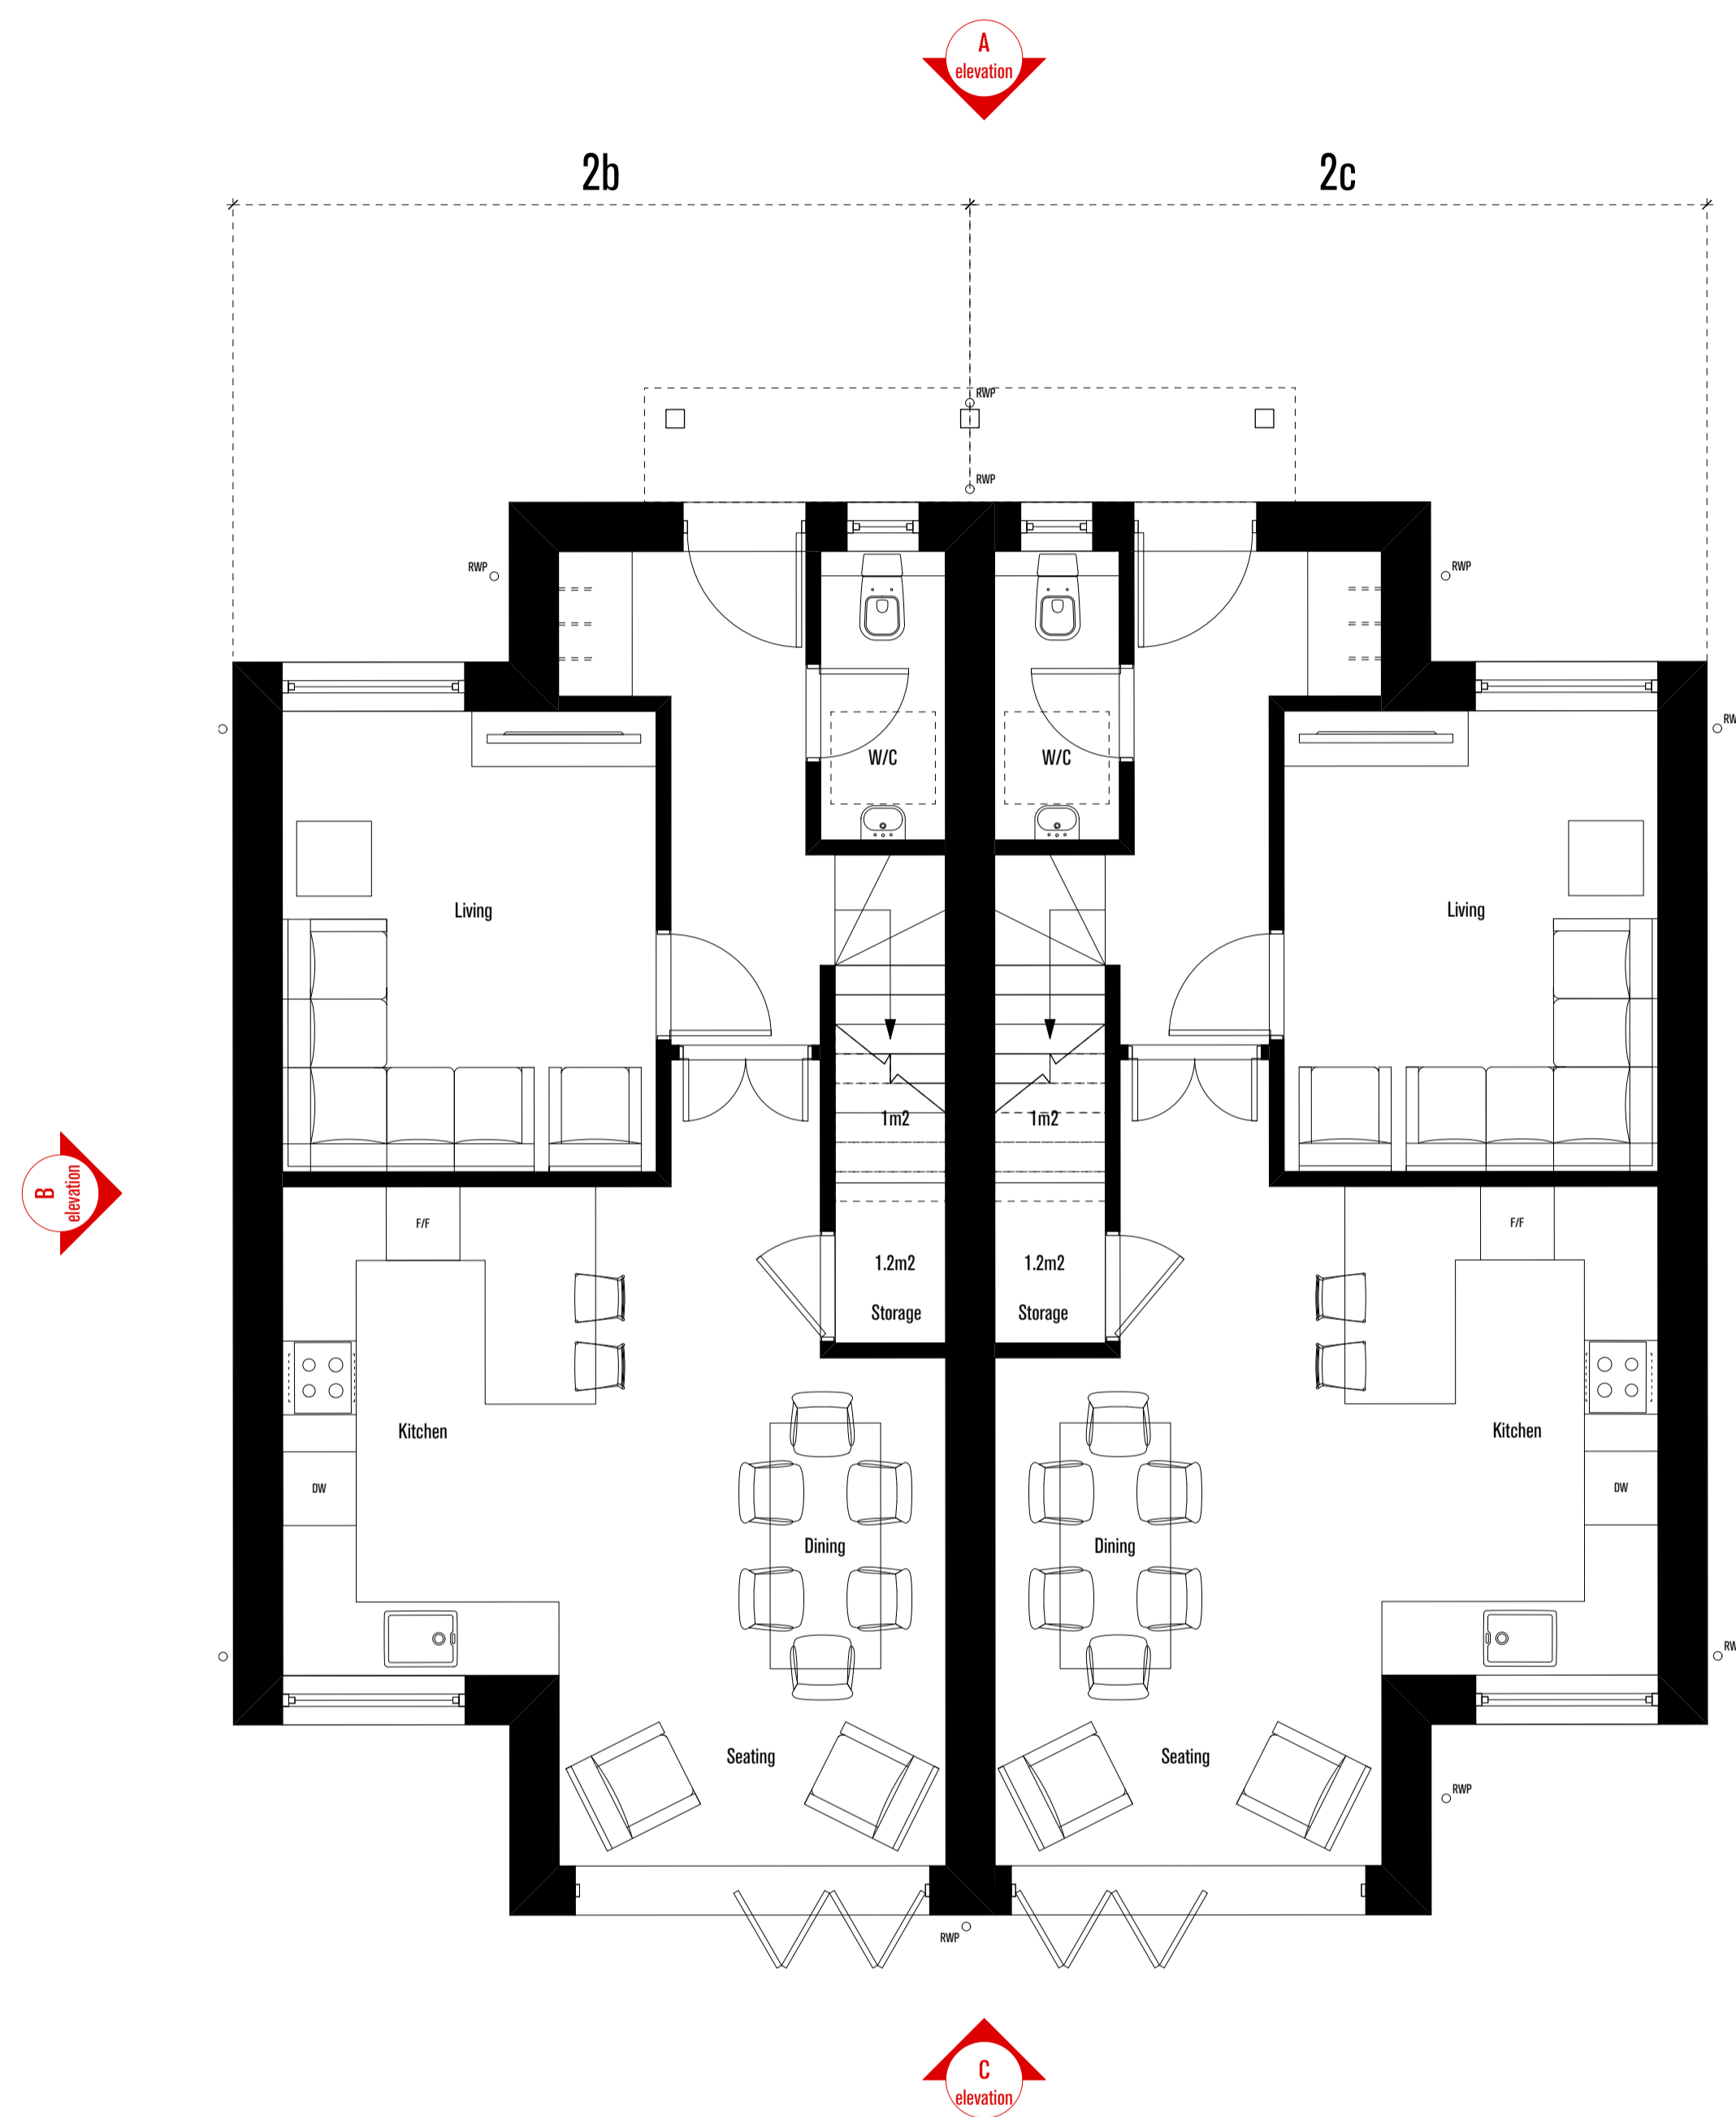 A
elevation
2b
2c
RWP
RWP
RWP
RWP
W/C
W/C
Living
Living
1m2
1m2
B
elevation
F/F
F/F
1.2m2
1.2m2
Storage
Storage
Kitchen
Kitchen
DW
DW
Dining
Dining
Seating
Seating
RWP
RWP
C
elevation